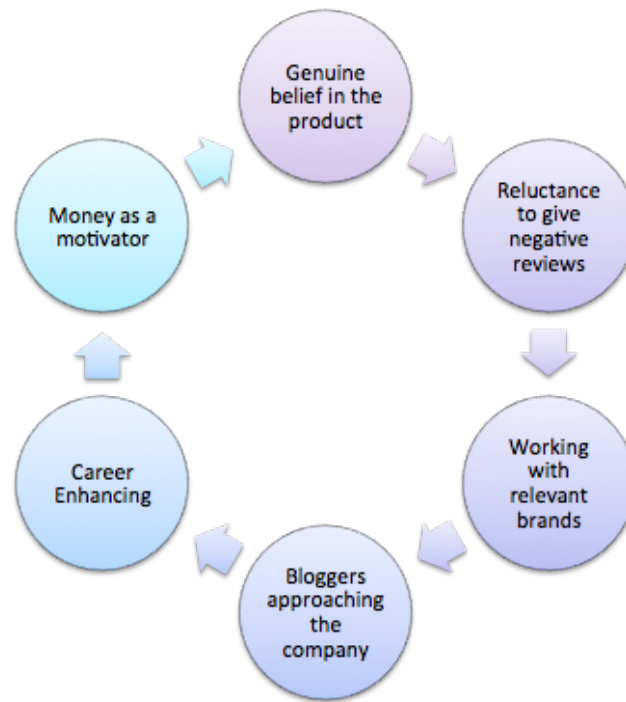 Genuine
belief in the
product
Reluctance
to give
negative
reviews
Working
with
relevant
brands
Bloggers
approaching
the
company
Career
Enhancing
Money as a
motivator